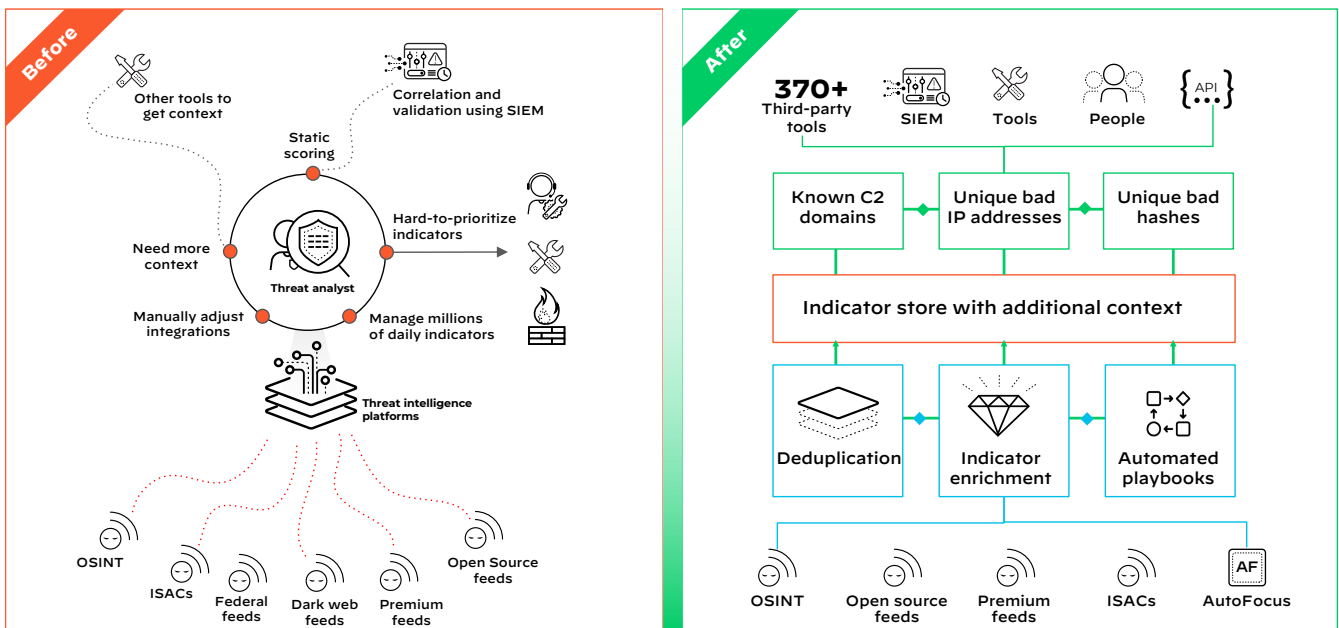 Before
Other tools to
get context
Correlation and
validation using SIEM
Static
scoring
Hard-to-prioritize
indicators
Need more
context
Threat analyst
Manually adjust
integrations
Manage millions
of daily indicators
Threat intelligence
platforms
OSINT
ISACs
Federal
feeds
Dark web
feeds
Premium
feeds
Open Source
feeds
After
370+
Third-party
tools
SIEM
Tools
People
{API}
...
Known C2
domains
Unique bad
IP addresses
Unique bad
hashes
Indicator store with additional context
Deduplication
Indicator
enrichment
Automated
playbooks
OSINT
Open source
feeds
Premium
feeds
ISACs
AF
AutoFocus